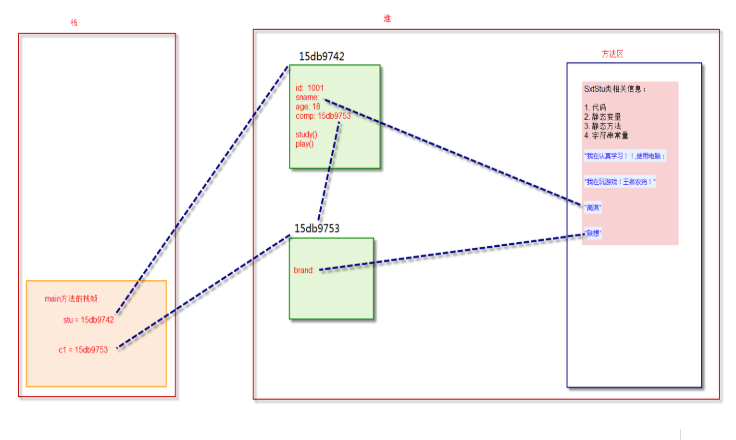 栈
堆
15db9742
id: 1001
sname:
age: 18
comp: 15db9753
study()
play()
15db9753
brand:
main方法的栈帧:
stu = 15db9742
c1 = 15db9753
方法区
SxtStu类相关信息：
1. 代码
2. 静态变量
3. 静态方法
4. 字符串常量
"我在认真学习！！,使用电脑：
"我在玩游戏！王者农药！"
"高淇"
"联想"